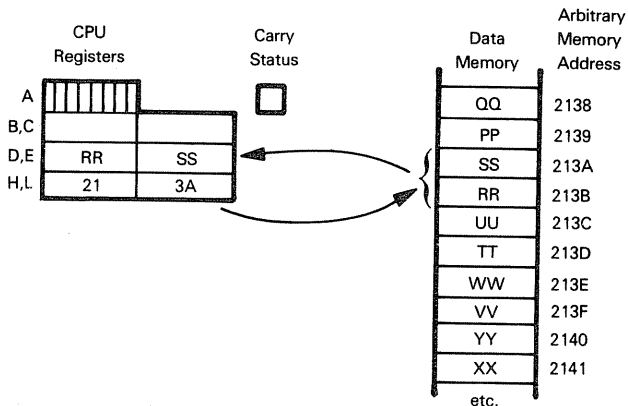 CPU
Registers
Carry
Status
Data
Memory
Arbitrary
Memory
Address
A
B,C
D,E RR SS
H,L 21 3A
QQ 2138
PP 2139
SS 213A
RR 213B
UU 213C
TT 213D
WW 213E
VV 213F
YY 2140
XX 2141
etc.